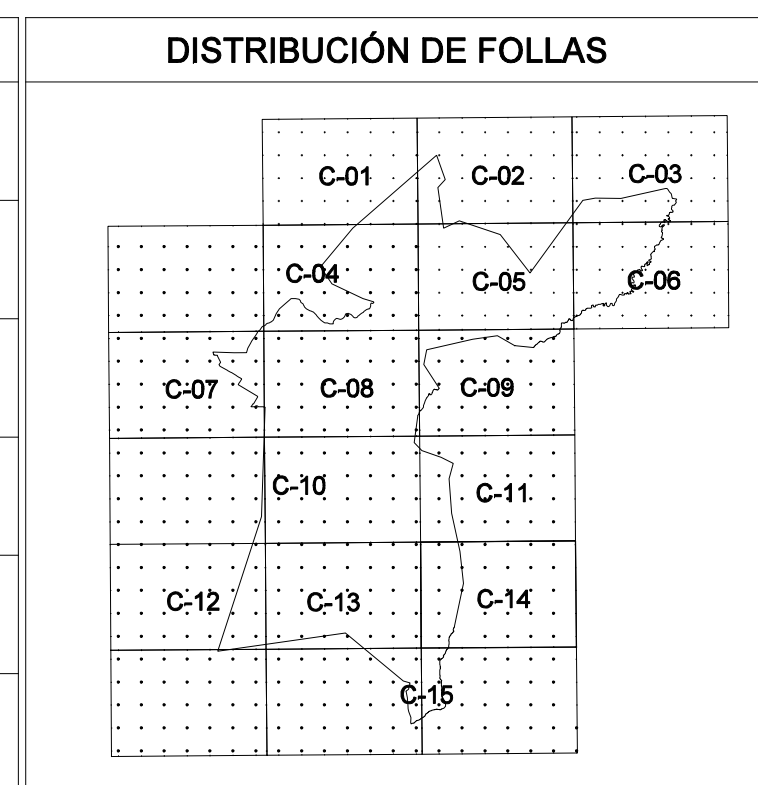 DISTRIBUCIÓN DE FOLLAS
C-01
C-02
C-03
C-04
C-05
C-06
C-07
C-08
C-09
C-10
C-11
C-12
C-13
C-14
C-15